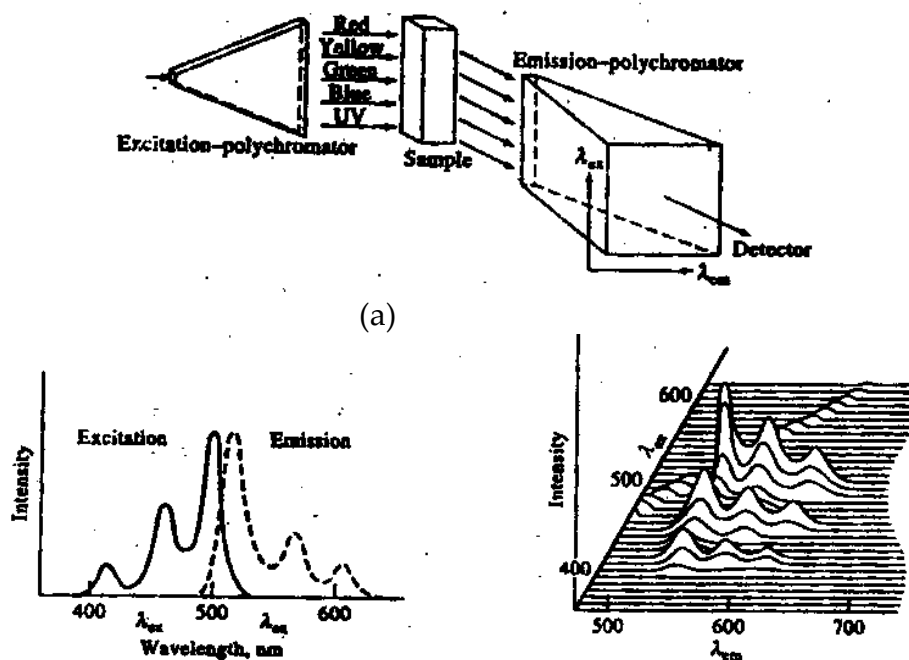 Red
Yellow
Green
Blue
UV
Excitation-polychromator
Sample
Emission-polychromator
λex
Detector
λem
(a)
Intensity
Excitation
Emission
400
500
600
λex
λem
Wavelength, nm
Intensity
λex
600
500
400
500
600
700
λem